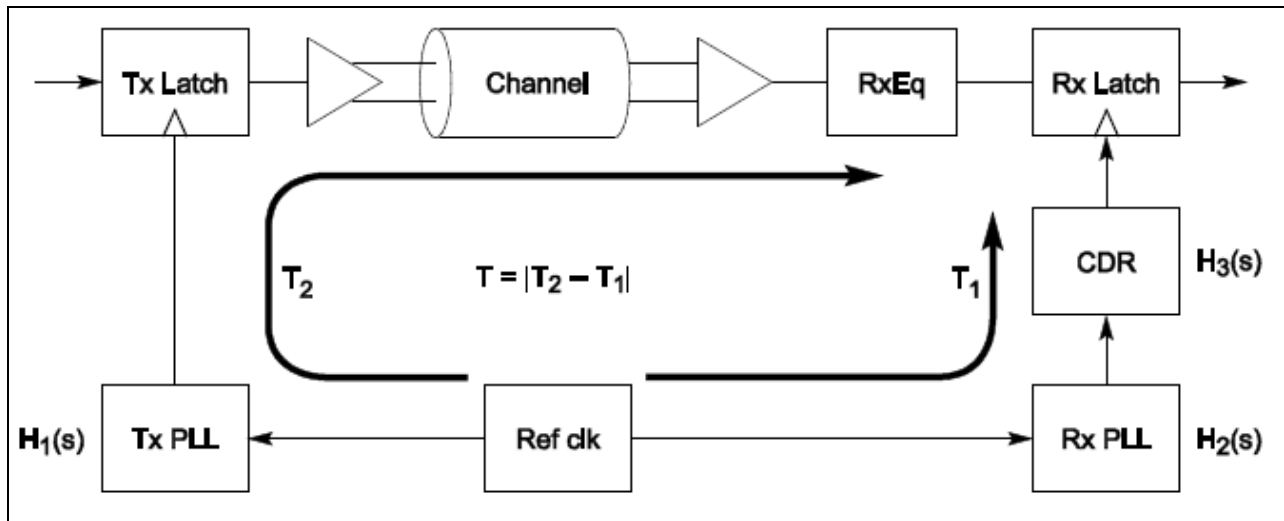 Tx Latch
Channel
RxEq
Rx Latch
T₂
T = |T₂ – T₁|
T₁
CDR
H₃(s)
H₁(s)
Tx PLL
Ref clk
Rx PLL
H₂(s)